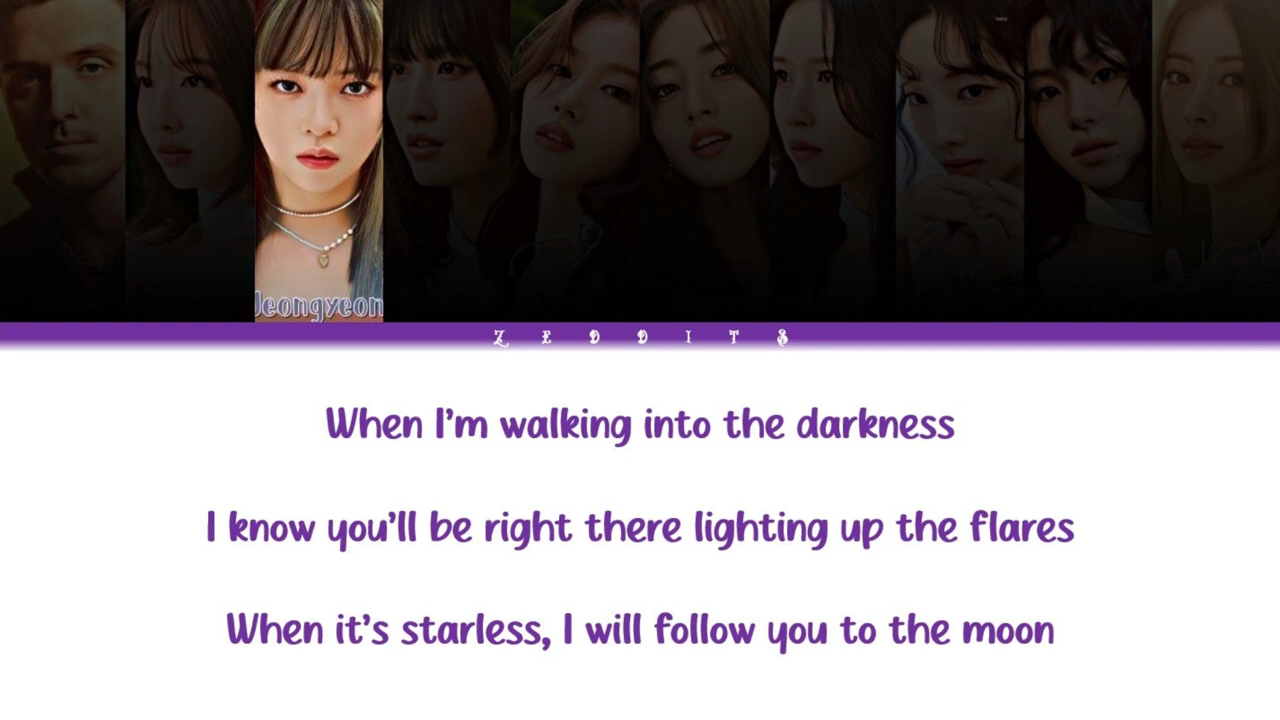 Jeongyeon
ZEDDITS
When I'm walking into the darkness
I know you'll be right there lighting up the flares
When it's starless, I will follow you to the moon